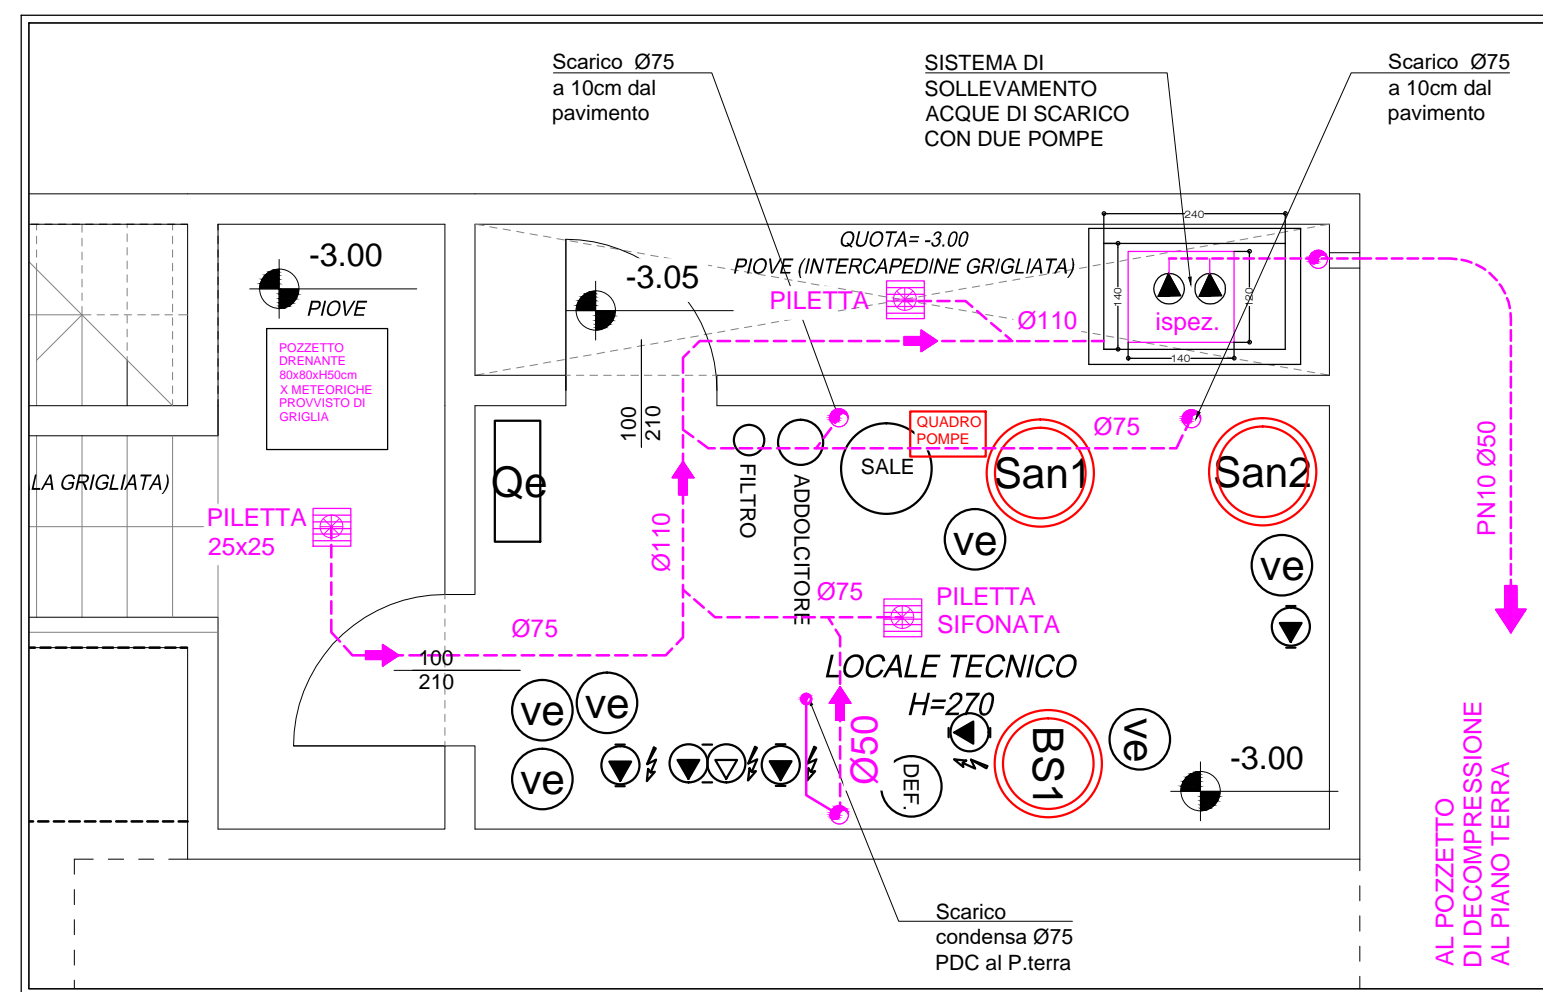 Scarico Ø75
a 10cm dal
pavimento
SISTEMA DI
SOLLEVAMENTO
ACQUE DI SCARICO
CON DUE POMPE
Scarico Ø75
a 10cm dal
pavimento
240
-3.00
PIOVE
-3.05
QUOTA= -3.00
PIOVE (INTERCAPEDINE GRIGLIATA)
PILETTA
Ø110
140
120
ispez.
140
POZZETTO
DRENANTE
80x80xH50cm
X METEORICHE
PROVVISTO DI
GRIGLIA
100
210
QUADRO
POMPE
Ø75
LA GRIGLIATA)
Qe
FILTRO
ADDOLCITORE
SALE
San1
San2
PN10 Ø50
PILETTA
25x25
Ø110
ve
ve
Ø75
Ø75
PILETTA
SIFONATA
100
210
LOCALE TECNICO
H=270
ve
ve
ve
Ø50
DEF.
BS1
ve
-3.00
AL POZZETTO
DI DECOMPRESSIONE
AL PIANO TERRA
Scarico
condensa Ø75
PDC al P.terra